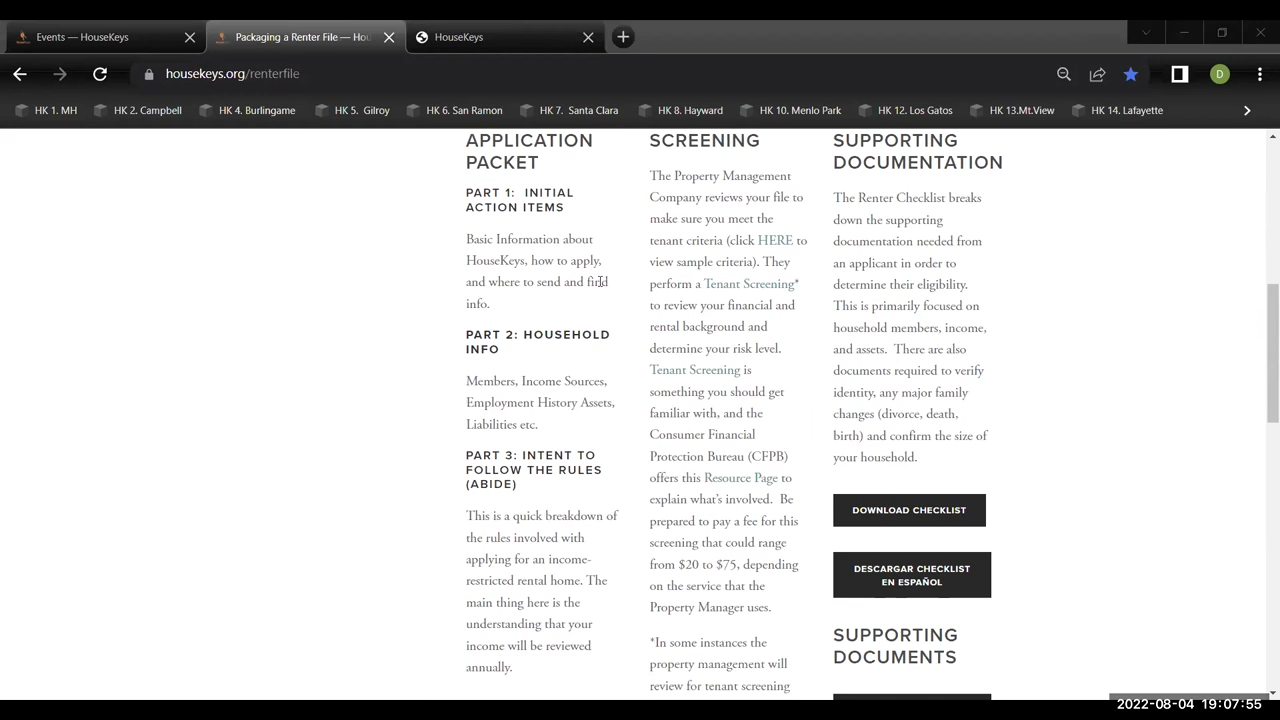 Events — HouseKeys
Packaging a Renter File — Hou
HouseKeys
housekeys.org/renterfile
D
HK 1. MH
HK 2. Campbell
HK 4. Burlingame
HK 5. Gilroy
HK 6. San Ramon
HK 7. Santa Clara
HK 8. Hayward
HK 10. Menlo Park
HK 12. Los Gatos
HK 13.Mt.View
HK 14. Lafayette
APPLICATION
PACKET
PART 1: INITIAL
ACTION ITEMS
Basic Information about
HouseKeys, how to apply,
and where to send and find
info.
PART 2: HOUSEHOLD
INFO
Members, Income Sources,
Employment History Assets,
Liabilities etc.
PART 3: INTENT TO
FOLLOW THE RULES
(ABIDE)
This is a quick breakdown of
the rules involved with
applying for an income-
restricted rental home. The
main thing here is the
understanding that your
income will be reviewed
annually.
SCREENING
The Property Management
Company reviews your file to
make sure you meet the
tenant criteria (click HERE to
view sample criteria). They
perform a Tenant Screening*
to review your financial and
rental background and
determine your risk level.
Tenant Screening is
something you should get
familiar with, and the
Consumer Financial
Protection Bureau (CFPB)
offers this Resource Page to
explain what's involved. Be
prepared to pay a fee for this
screening that could range
from $20 to $75, depending
on the service that the
Property Manager uses.
*In some instances the
property management will
review for tenant screening
SUPPORTING
DOCUMENTATION
The Renter Checklist breaks
down the supporting
documentation needed from
an applicant in order to
determine their eligibility.
This is primarily focused on
household members, income,
and assets. There are also
documents required to verify
identity, any major family
changes (divorce, death,
birth) and confirm the size of
your household.
DOWNLOAD CHECKLIST
DESCARGAR CHECKLIST
EN ESPAÑOL
SUPPORTING
DOCUMENTS
2022-08-04 19:07:55